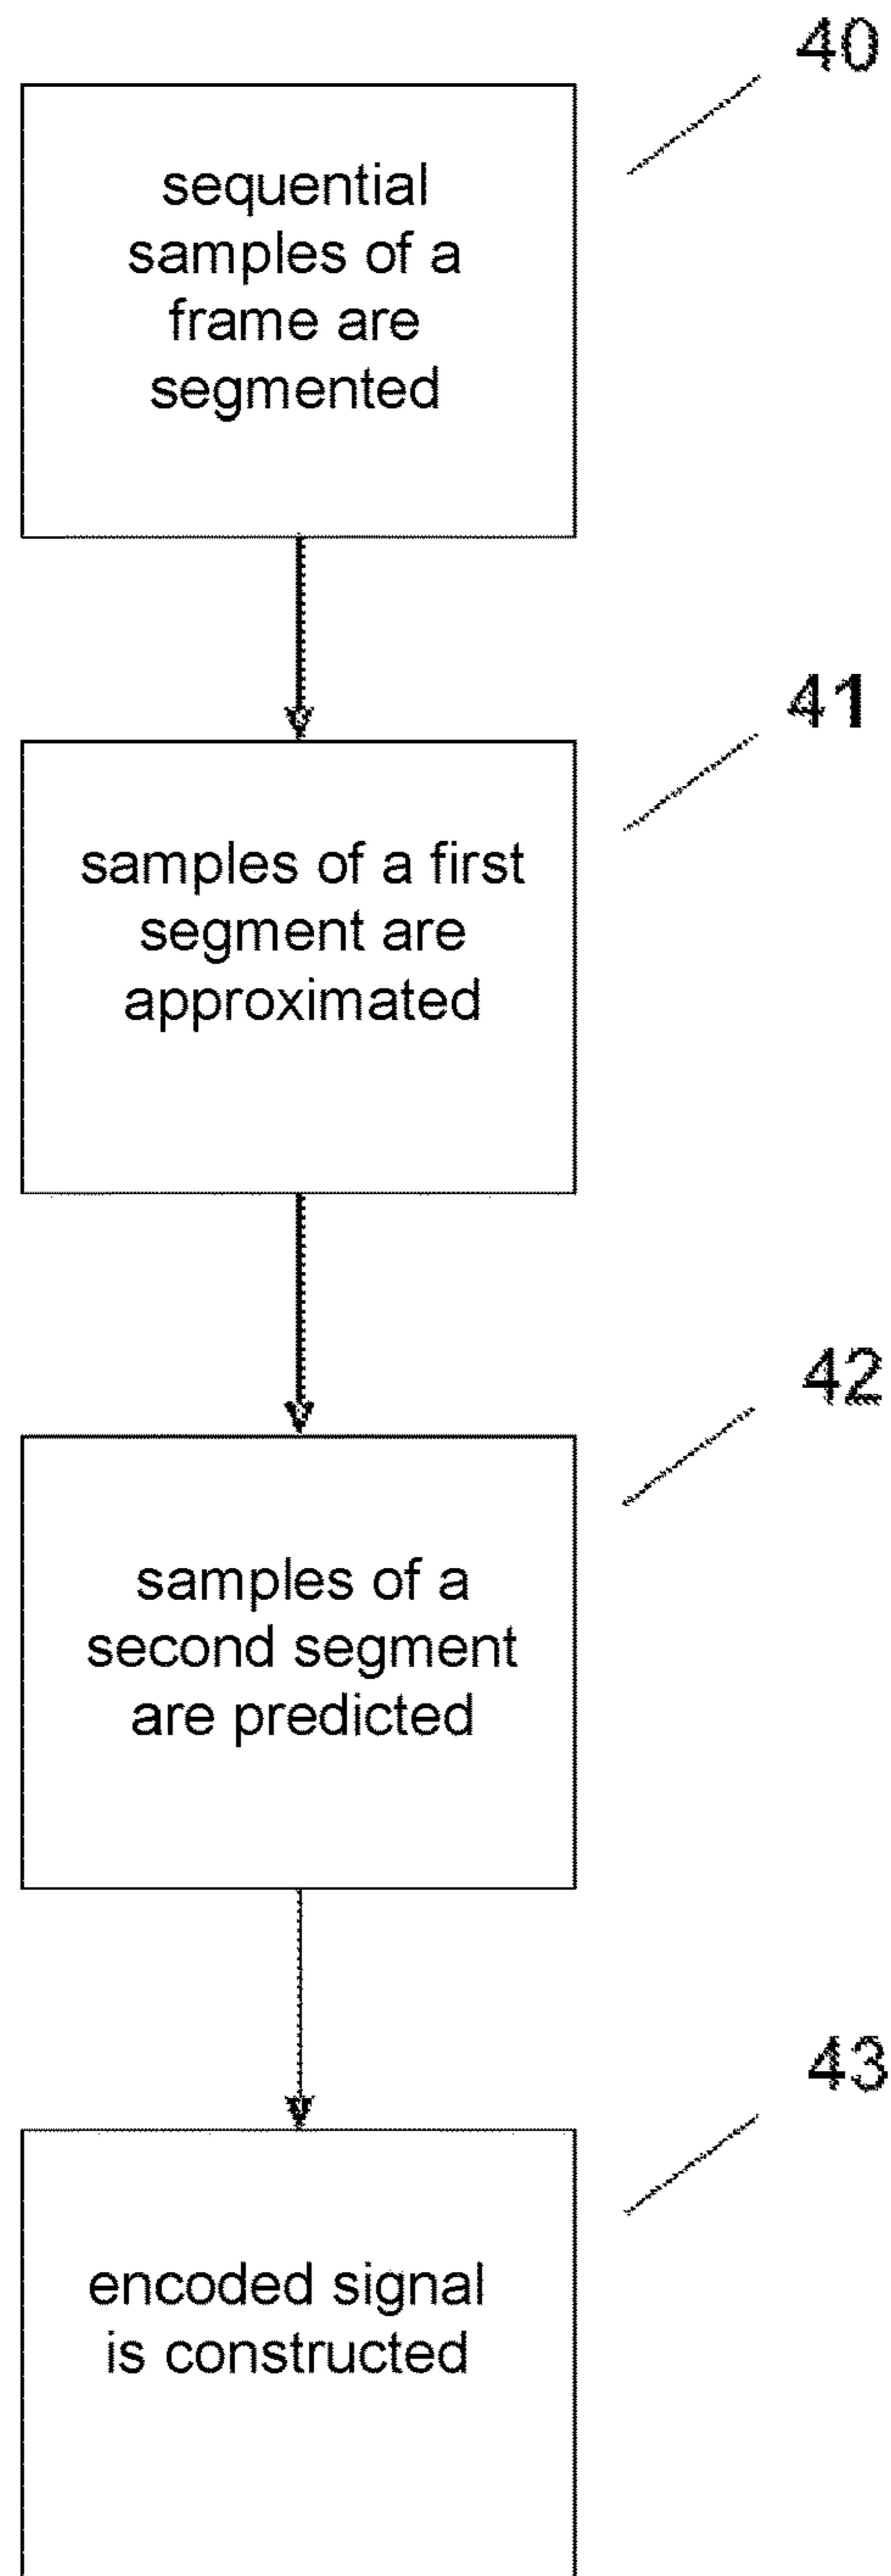 40
sequential
samples of a
frame are
segmented
41
samples of a first
segment are
approximated
42
samples of a
second segment
are predicted
43
encoded signal
is constructed